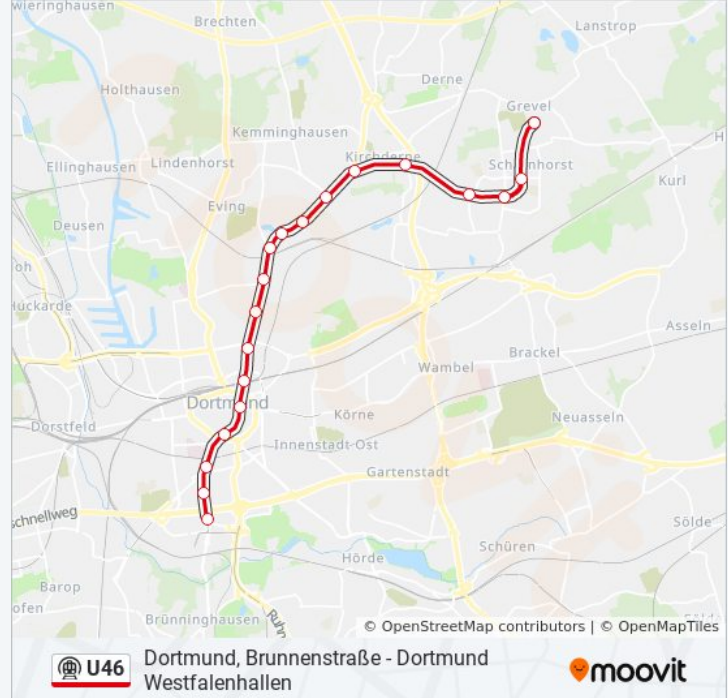 wieringhausen
Brechten
Lanstrop
Derne
Holthausen
Grevel
Kemminghausen
Kirchderne
Lindenhorst
Ellinghausen
Scharnhorst
Kurl
Eving
Deusen
Huckarde
Asseln
Brackel
Wambel
Dortmund
Körne
Neuasseln
Dorstfeld
Innenstadt-Ost
Gartenstadt
schnellweg
Sölde
Schüren
Hörde
Barop
Brünninghausen
© OpenStreetMap contributors | © OpenMapTiles
U46
Dortmund, Brunnenstraße - Dortmund
Westfalenhallen
moovit